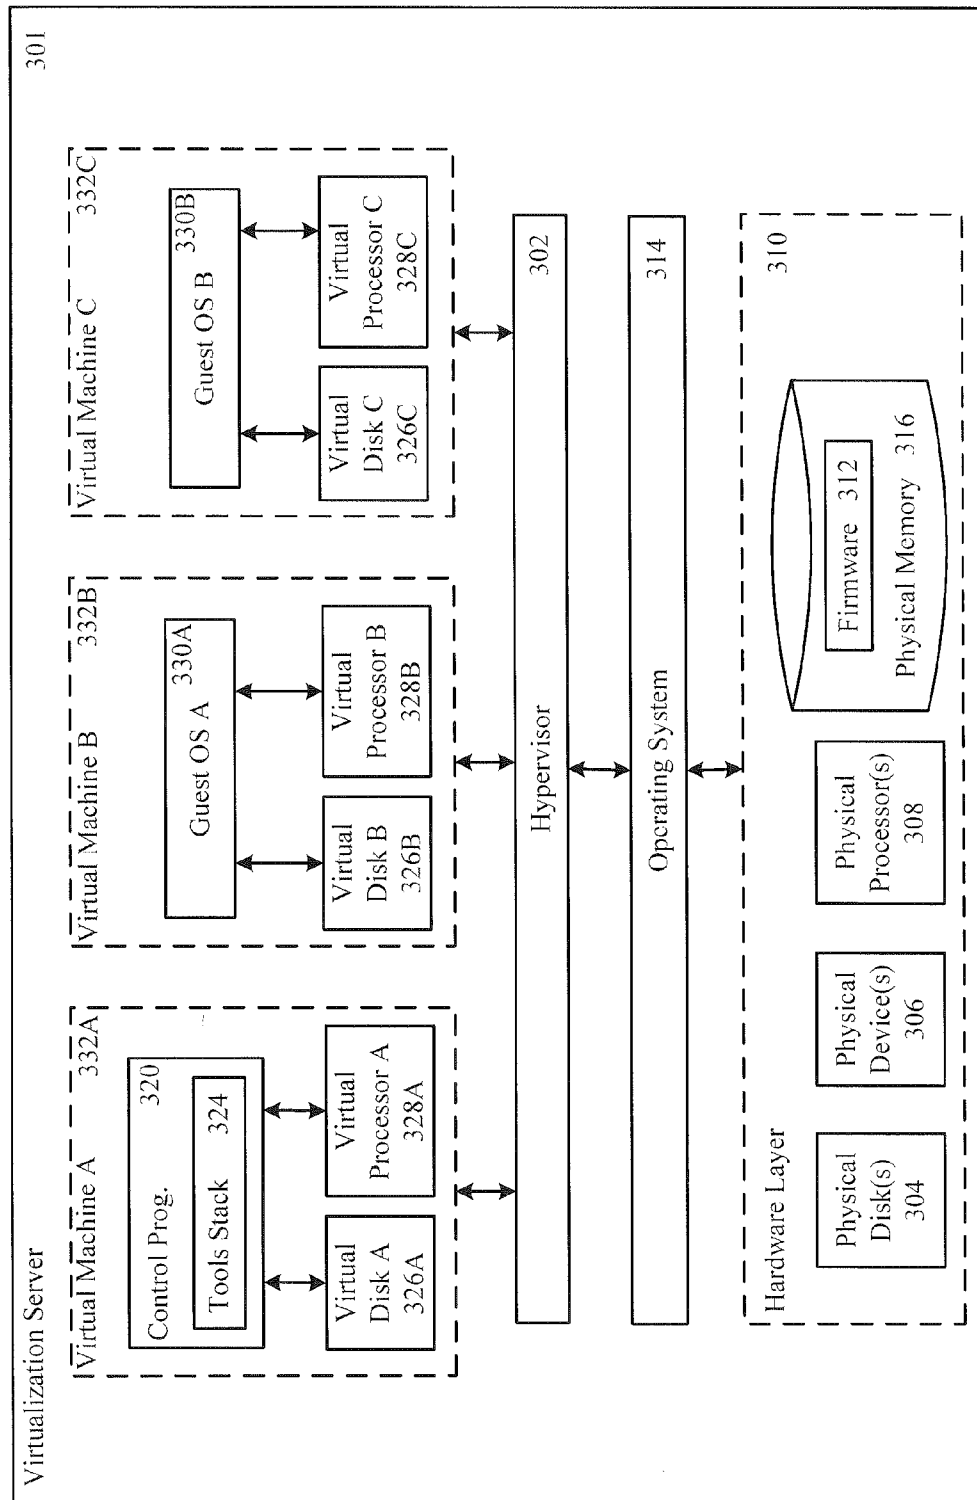 Virtualization Server
301
Virtual Machine A
332A
Control Prog.
320
Tools Stack
324
Virtual
Disk A
326A
Virtual
Processor A
328A
Virtual Machine B
332B
Guest OS A
330A
Virtual
Disk B
326B
Virtual
Processor B
328B
Virtual Machine C
332C
Guest OS B
330B
Virtual
Disk C
326C
Virtual
Processor C
328C
Hypervisor
302
Operating System
314
Hardware Layer
310
Physical
Disk(s)
304
Physical
Device(s)
306
Physical
Processor(s)
308
Firmware 312
Physical Memory 316